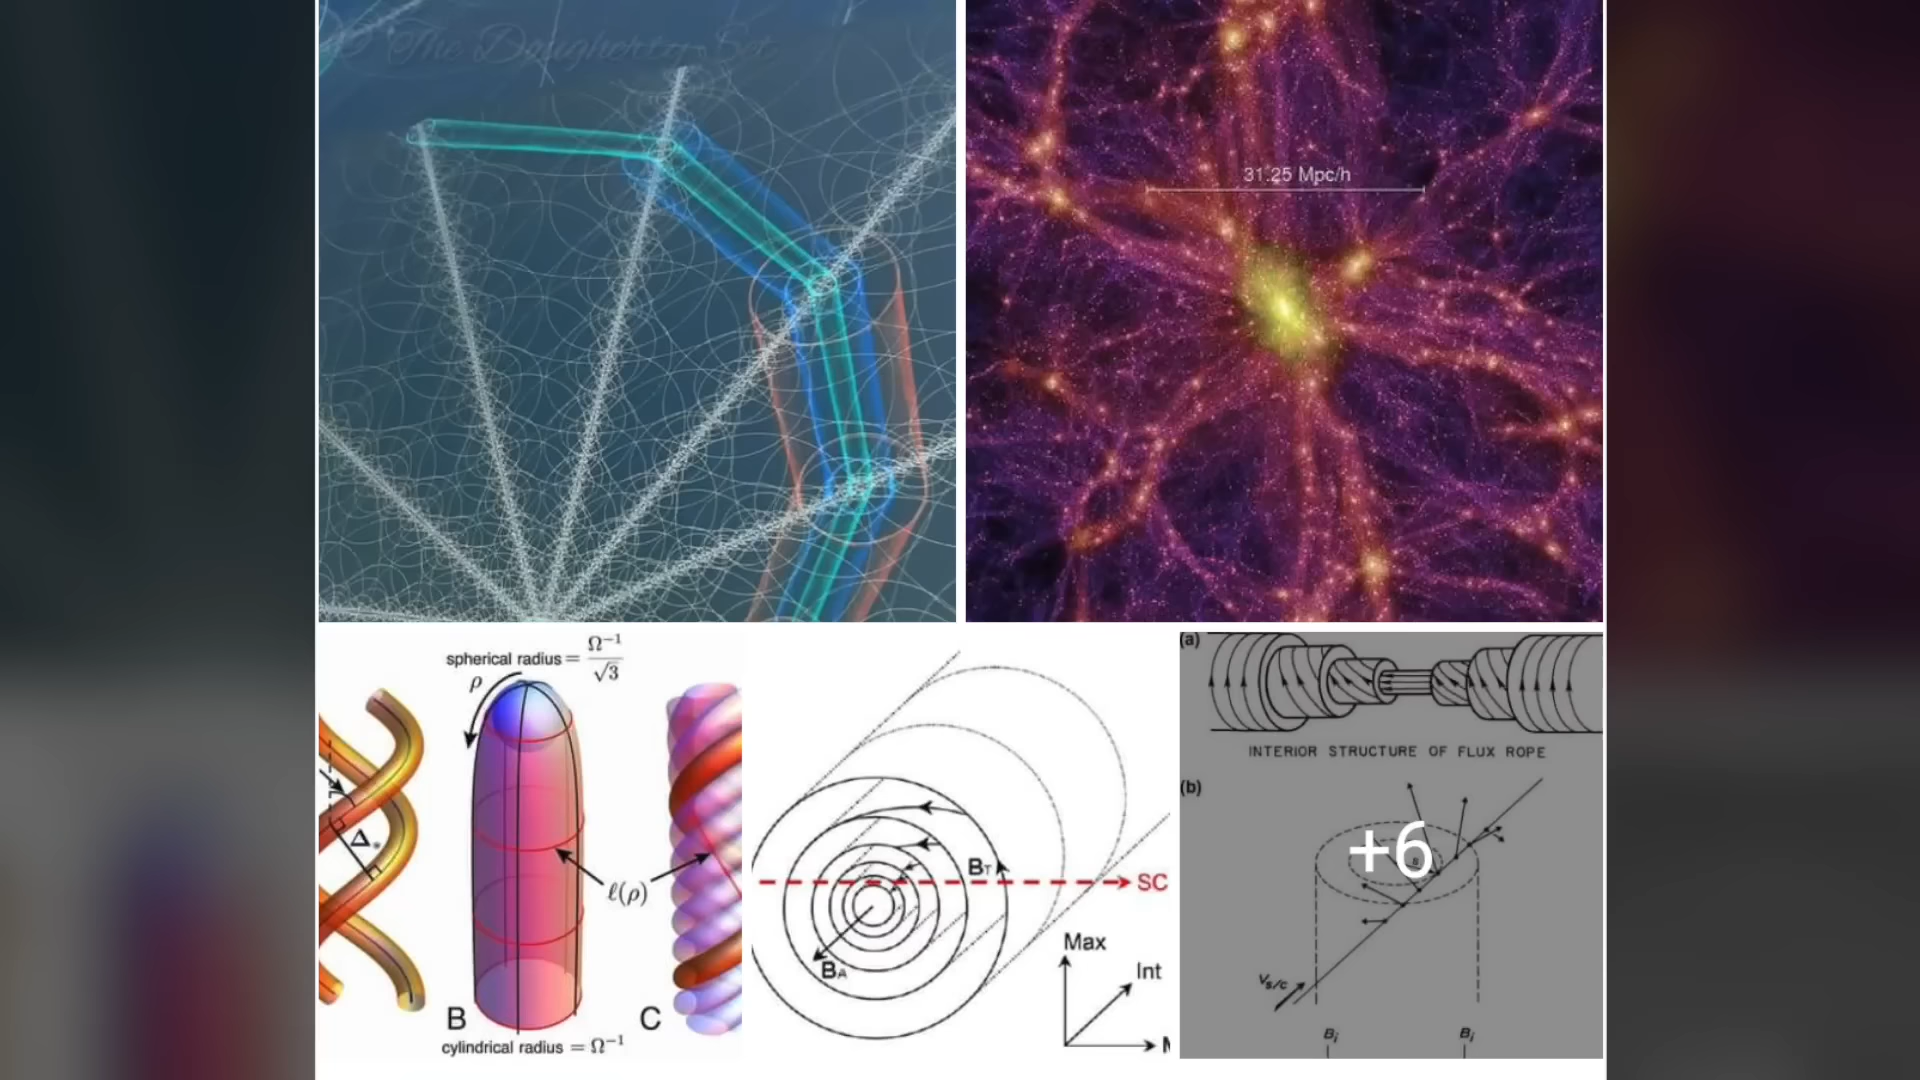 The Daugherty Set
31.25 Mpc/h
spherical radius = Ω⁻¹/√3
ρ
Δ
ℓ(ρ)
B
C
cylindrical radius = Ω⁻¹
B_T
SC
B_A
Max
Int
M
(a)
INTERIOR STRUCTURE OF FLUX ROPE
(b)
+6
V_S/C
B_i
B_i